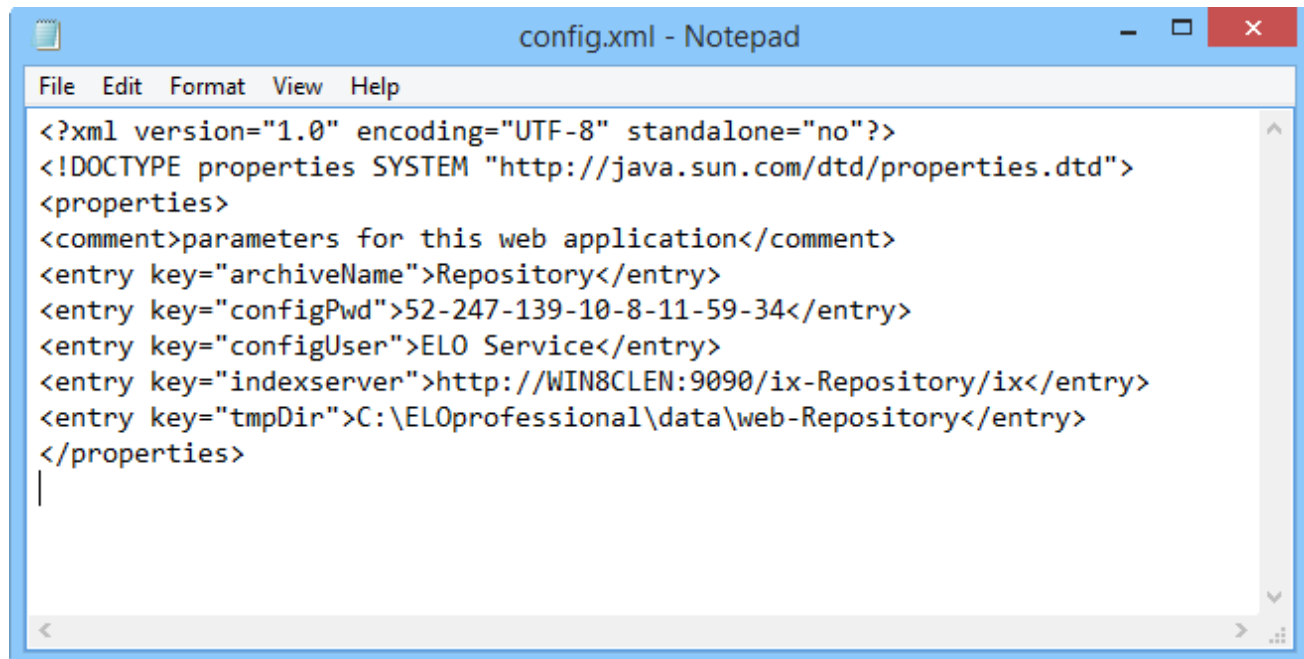 config.xml - Notepad
File Edit Format View Help
<?xml version="1.0" encoding="UTF-8" standalone="no"?>
<!DOCTYPE properties SYSTEM "http://java.sun.com/dtd/properties.dtd">
<properties>
<comment>parameters for this web application</comment>
<entry key="archiveName">Repository</entry>
<entry key="configPwd">52-247-139-10-8-11-59-34</entry>
<entry key="configUser">ELO Service</entry>
<entry key="indexserver">http://WIN8CLEN:9090/ix-Repository/ix</entry>
<entry key="tmpDir">C:\ELOprofessional\data\web-Repository</entry>
</properties>